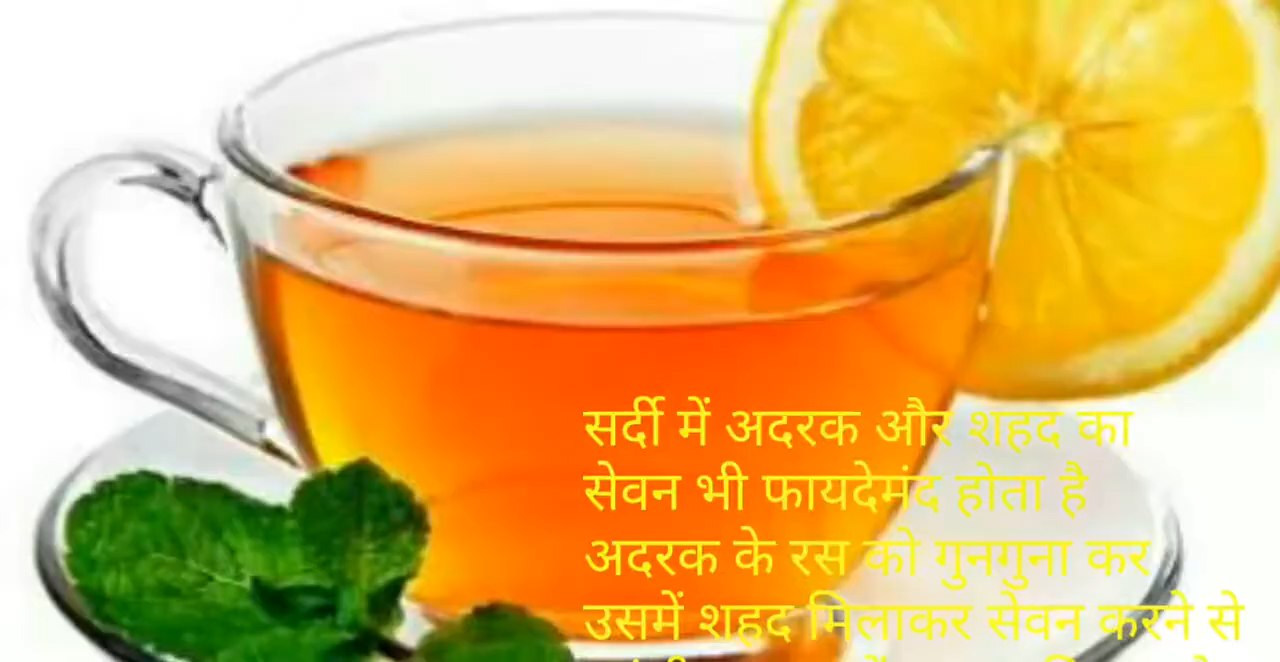 सर्दी में अदरक और शहद का
सेवन भी फायदेमंद होता है
अदरक के रस को गुनगुना कर
उसमें शहद मिलाकर सेवन करने से